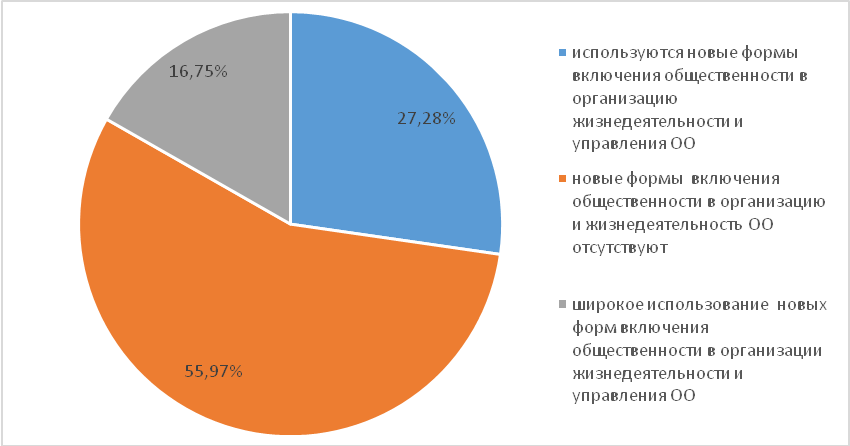 16,75%
27,28%
55,97%
используются новые формы
включения общественности в
организацию
жизнедеятельности и
управления ОО
новые формы включения
общественности в организацию
и жизнедеятельность ОО
отсутствуют
широкое использование новых
форм включения
общественности в организации
жизнедеятельности и
управления ОО